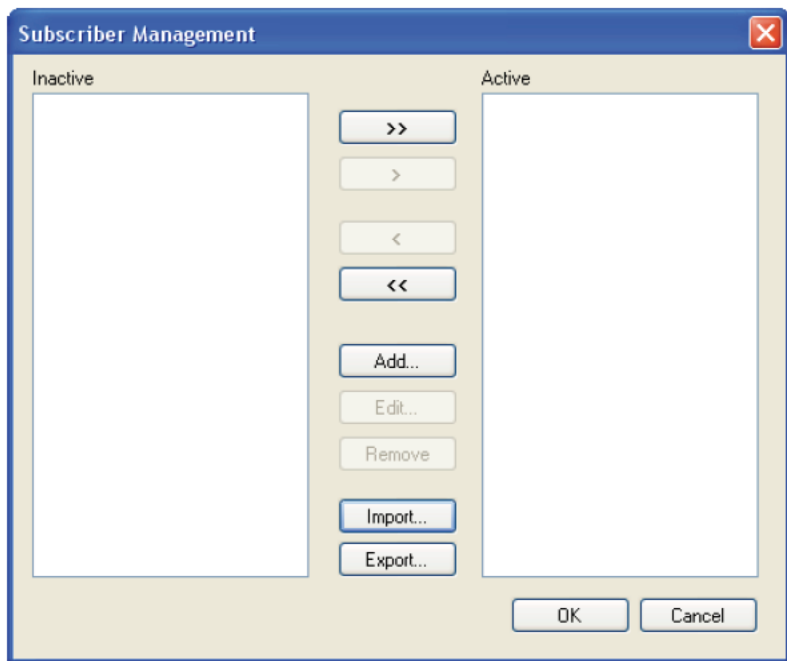 Subscriber Management
Inactive
Active
>>
>
<
<<
Add...
Edit...
Remove
Import...
Export...
OK
Cancel